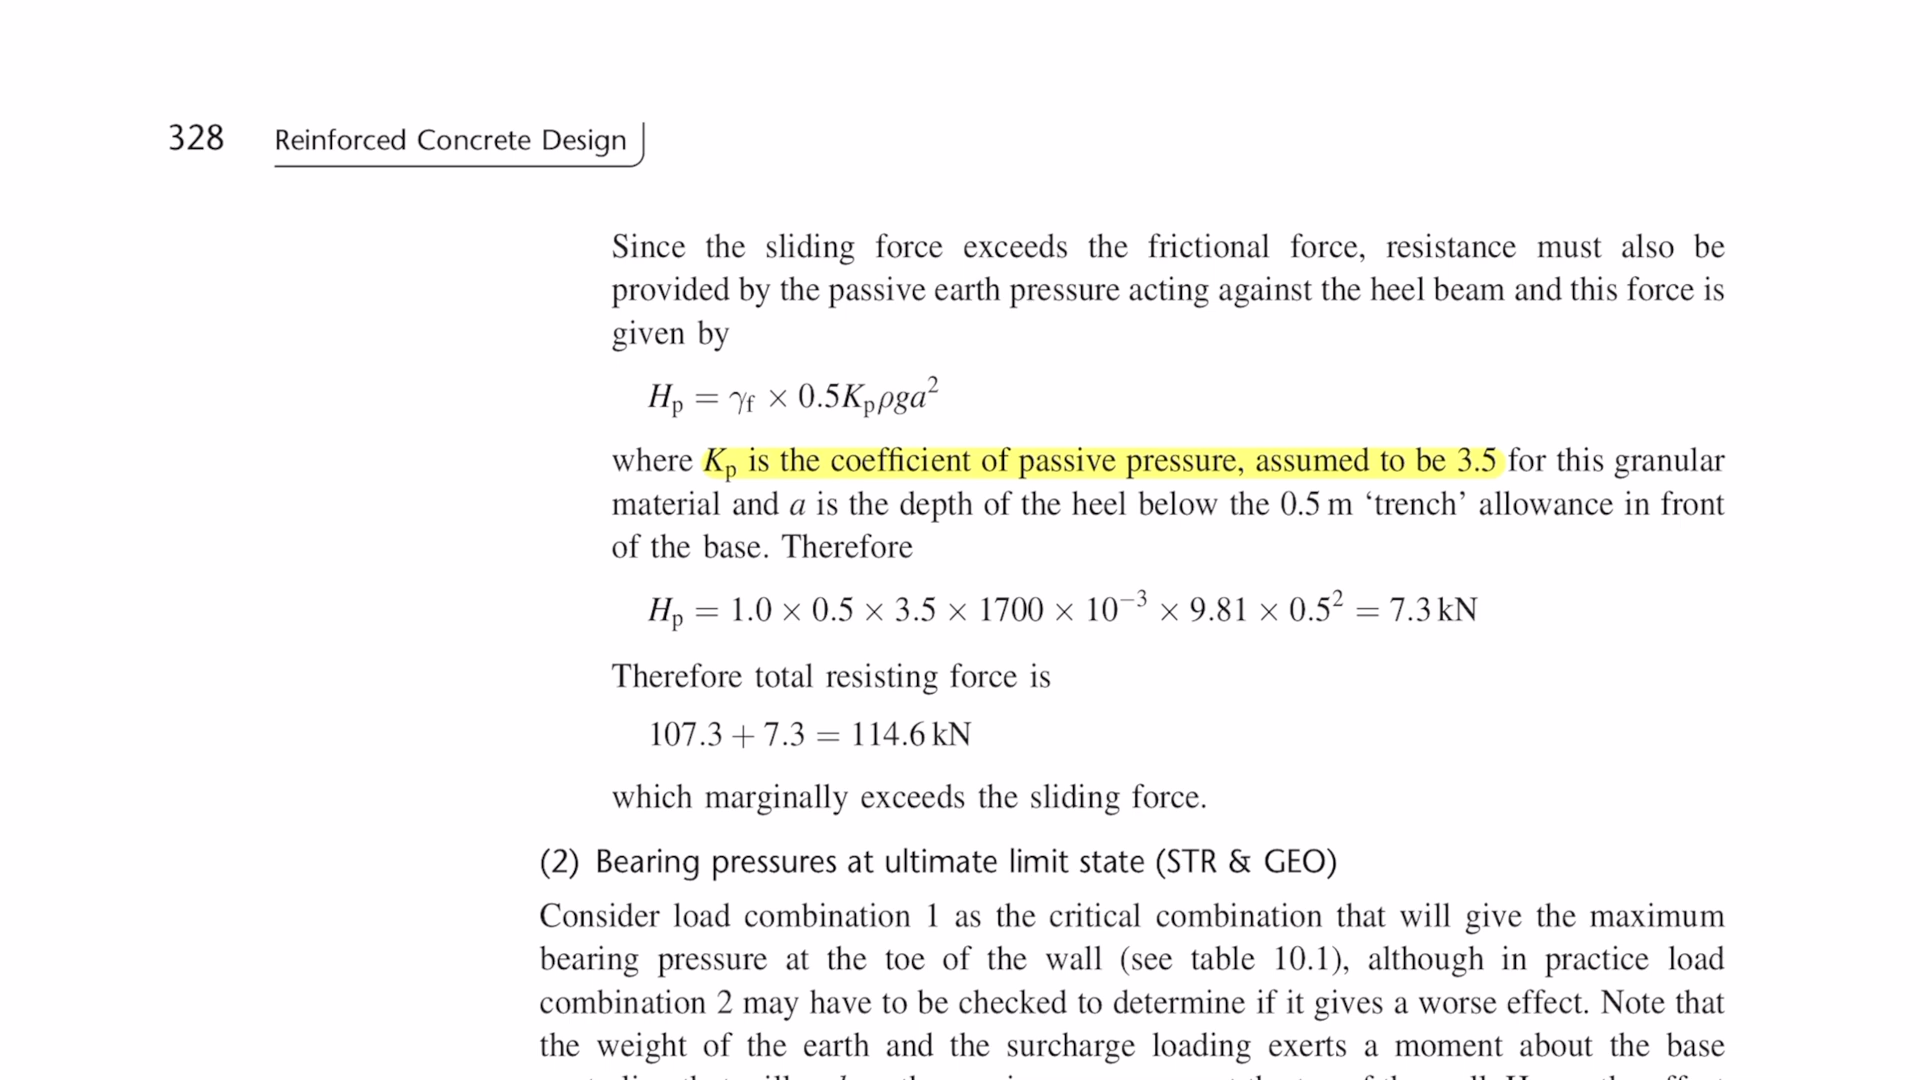 328 Reinforced Concrete Design
Since the sliding force exceeds the frictional force, resistance must also be
provided by the passive earth pressure acting against the heel beam and this force is
given by
Hp = γf × 0.5Kpρga²
where Kp is the coefficient of passive pressure, assumed to be 3.5 for this granular
material and a is the depth of the heel below the 0.5 m ‘trench’ allowance in front
of the base. Therefore
Hp = 1.0 × 0.5 × 3.5 × 1700 × 10⁻³ × 9.81 × 0.5² = 7.3 kN
Therefore total resisting force is
107.3 + 7.3 = 114.6 kN
which marginally exceeds the sliding force.
(2) Bearing pressures at ultimate limit state (STR & GEO)
Consider load combination 1 as the critical combination that will give the maximum
bearing pressure at the toe of the wall (see table 10.1), although in practice load
combination 2 may have to be checked to determine if it gives a worse effect. Note that
the weight of the earth and the surcharge loading exerts a moment about the base